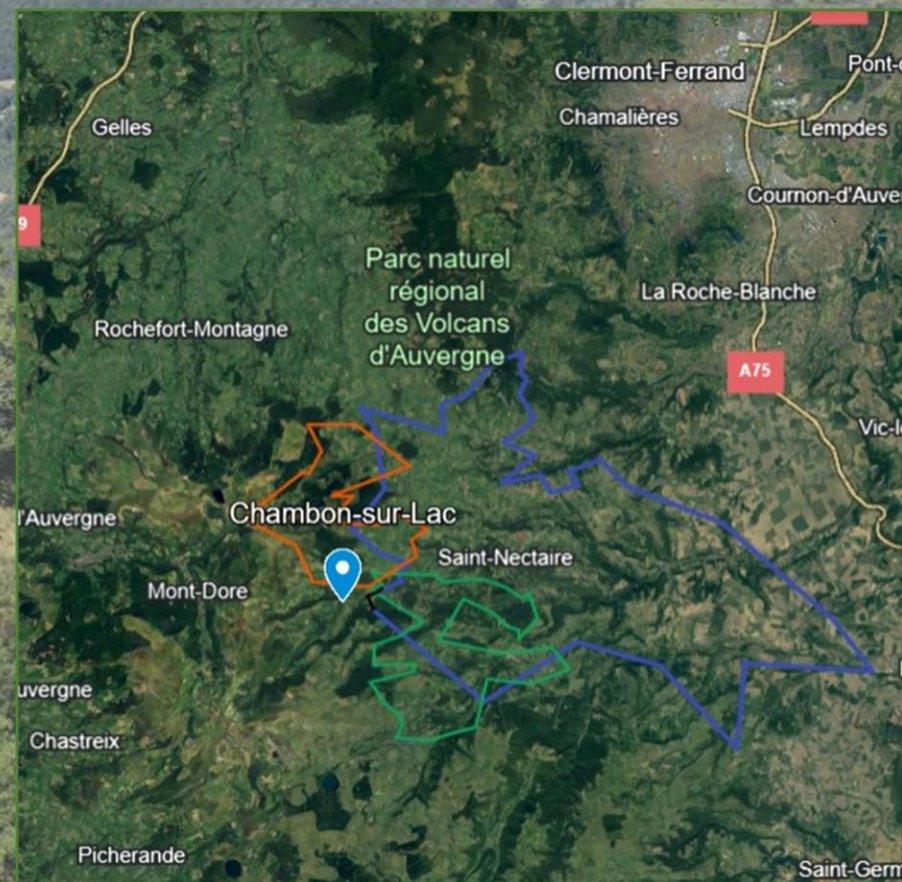 Clermont-Ferrand
Pont-c
Gelles
Chamalières
Lempdes
Cournon-d'Auve
9
Parc naturel
régional
des Volcans
d'Auvergne
La Roche-Blanche
Rochefort-Montagne
A75
Vic-l
l'Auvergne
Chambon-sur-Lac
Saint-Nectaire
Mont-Dore
uvergne
Chastreix
Picherande
Saint-Germ